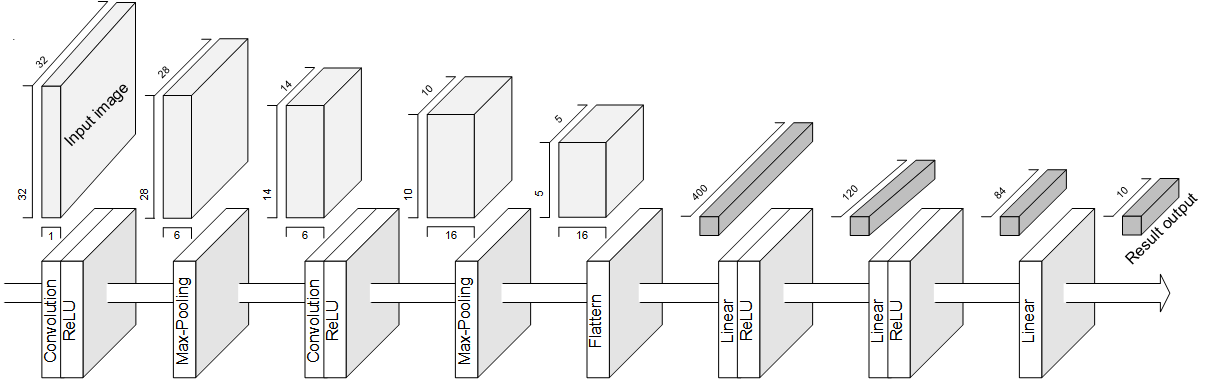 32
32
1
Input image
28
28
6
14
14
6
10
10
16
5
5
16
400
120
84
10
Result output
Convolution
ReLU
Max-Pooling
Convolution
ReLU
Max-Pooling
Flattern
Linear
ReLU
Linear
ReLU
Linear